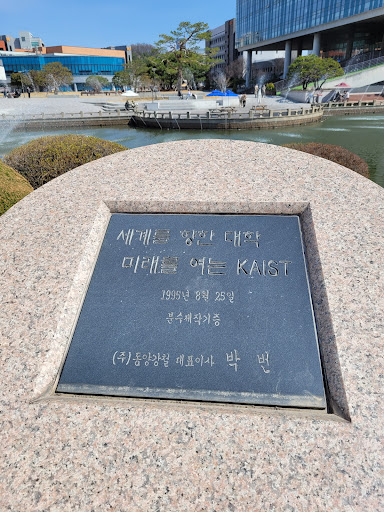 세계를 향한 대학
미래를 여는 KAIST
1995년 8월 25일
분수제작기증
(주)동양강철 대표이사 박 번